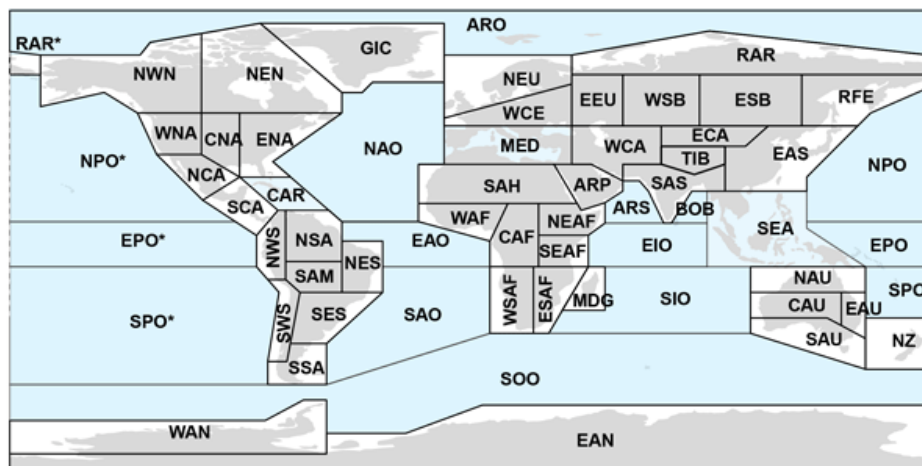 ARO
RAR*
GIC
RAR
NWN
NEN
NEU
EEU
WSB
ESB
RFE
WCE
WNA
CNA
ENA
NAO
MED
WCA
ECA
EAS
TIB
NPO*
NPO
NCA
CAR
SAH
ARP
SAS
SCA
WAF
NEAF
ARS
BOB
EPO*
NWS
NSA
EAO
CAF
SEAF
EIO
SEA
EPO
NES
SAM
NAU
SPO*
SWS
SES
SAO
WSAF
ESAF
MDG
SIO
CAU
EAU
SPO
SAU
NZ
SSA
SOO
WAN
EAN